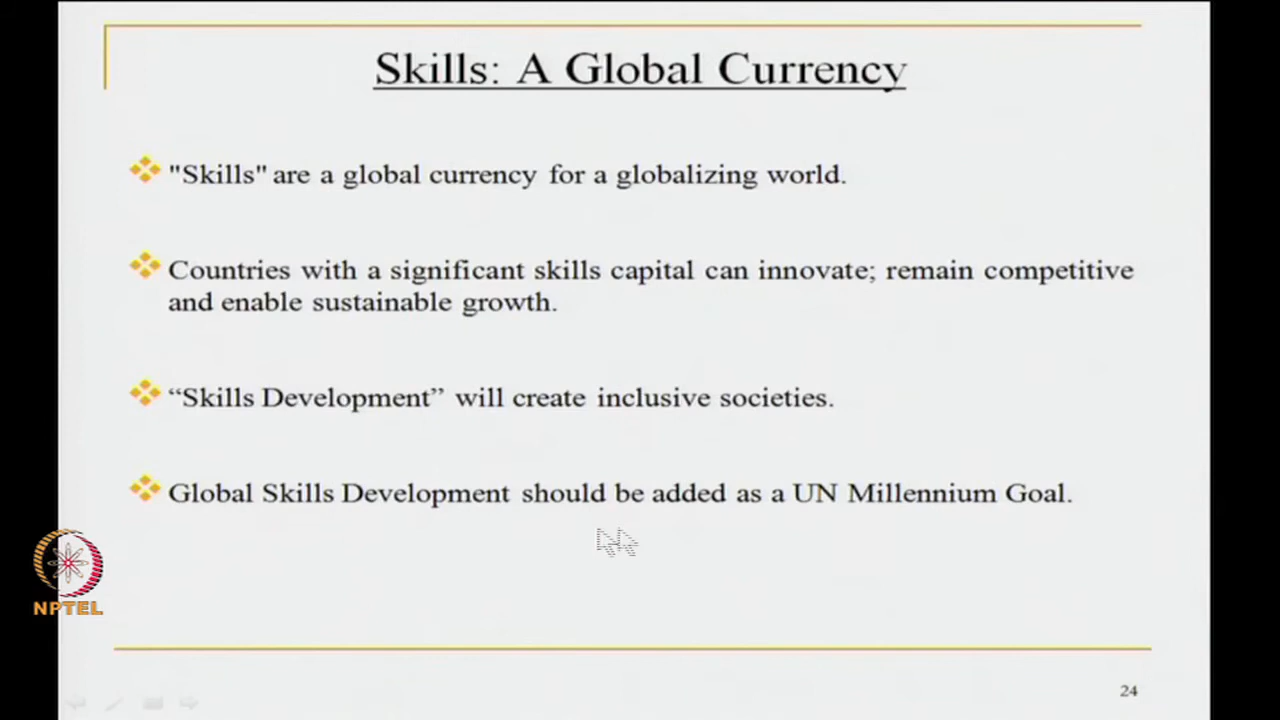 Skills: A Global Currency
"Skills" are a global currency for a globalizing world.
Countries with a significant skills capital can innovate; remain competitive
and enable sustainable growth.
“Skills Development” will create inclusive societies.
Global Skills Development should be added as a UN Millennium Goal.
NPTEL
24